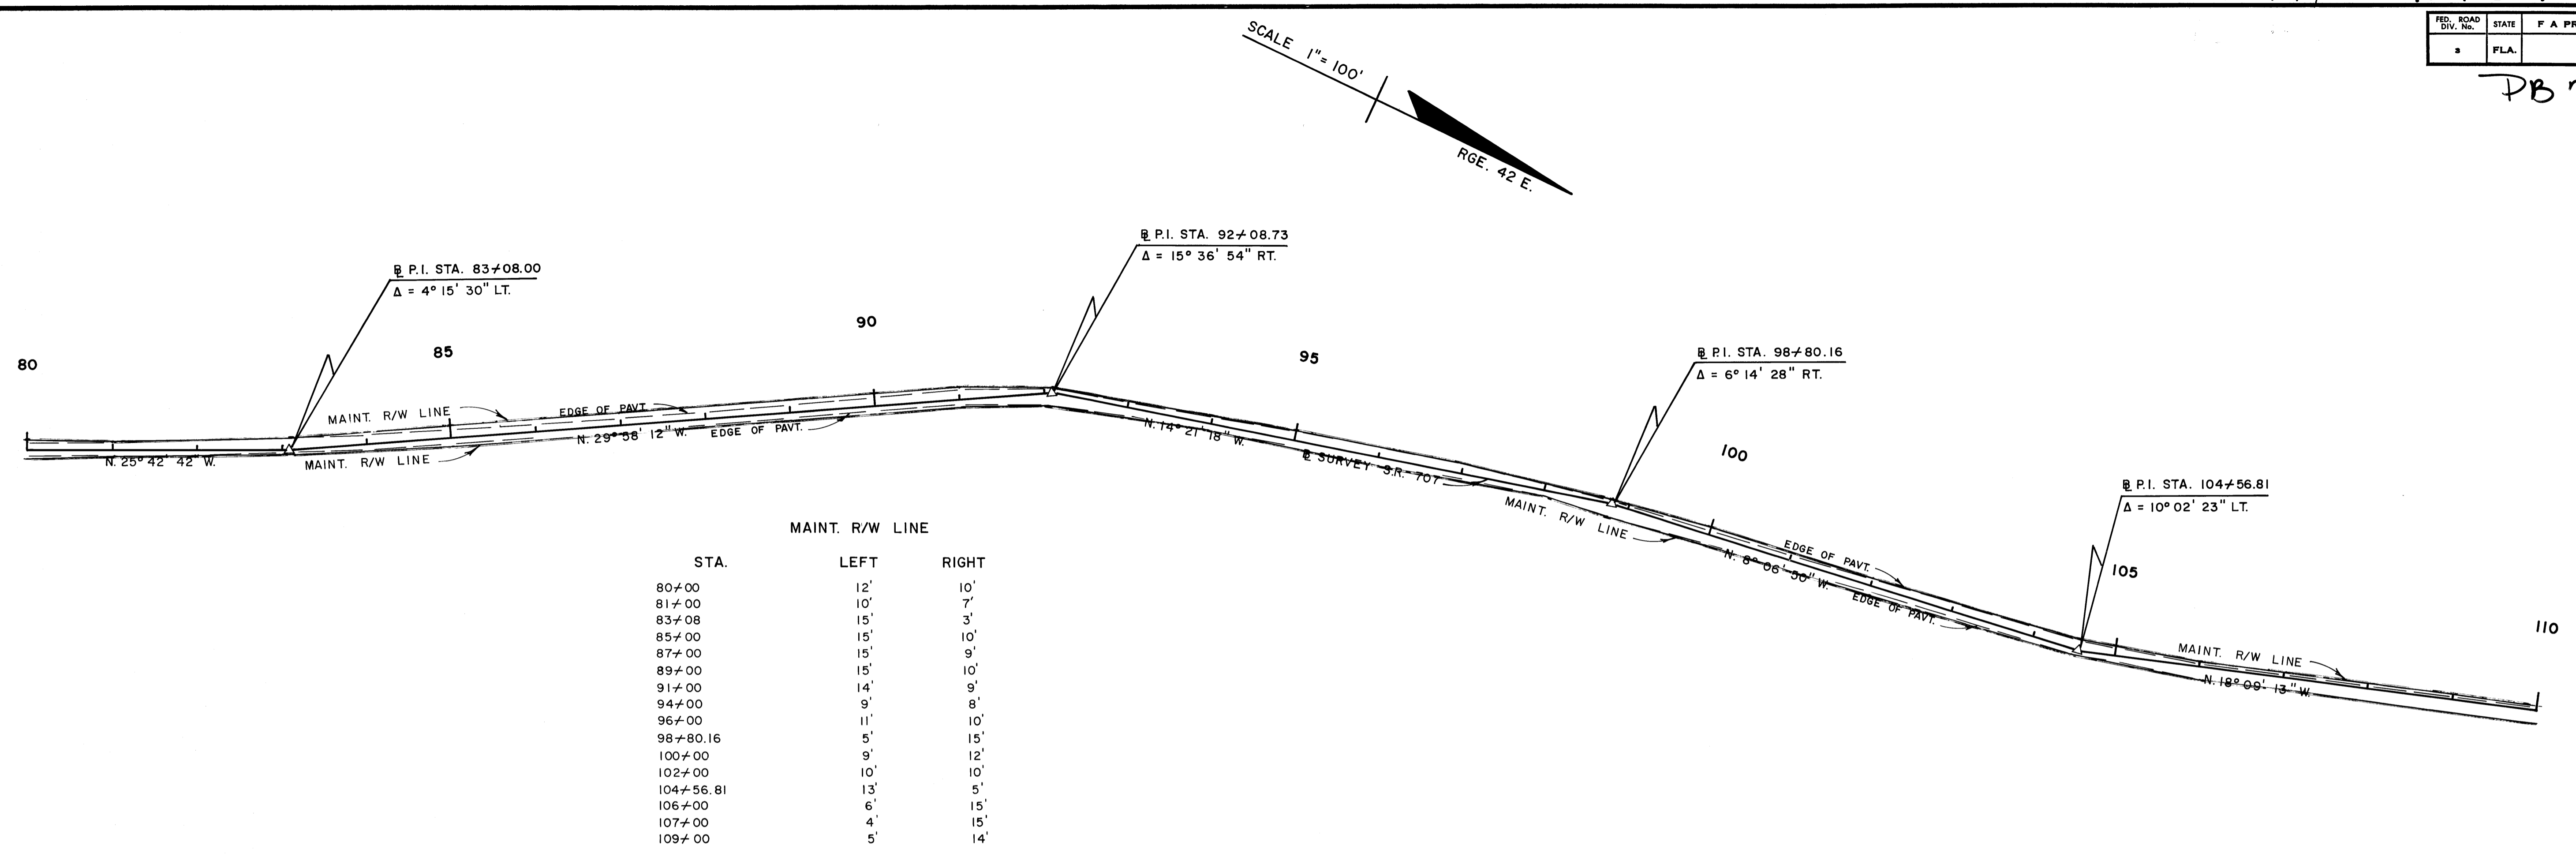 FED. ROAD DIV. No. STATE F A PR
3 FLA.
PB
SCALE 1" = 100'
RGE. 42 E.
℄ P.I. STA. 92+08.73
Δ = 15° 36' 54" RT.
℄ P.I. STA. 83+08.00
Δ = 4° 15' 30" LT.
℄ P.I. STA. 98+80.16
Δ = 6° 14' 28" RT.
℄ P.I. STA. 104+56.81
Δ = 10° 02' 23" LT.
80
85
90
95
100
105
110
MAINT. R/W LINE
EDGE OF PAVT.
N. 25° 42' 42" W.
MAINT. R/W LINE
N. 29° 58' 12" W.
EDGE OF PAVT.
N. 14° 21' 18" W.
℄ SURVEY S.R. 707
MAINT. R/W LINE
EDGE OF PAVT.
N. 8° 06' 50" W.
EDGE OF PAVT.
MAINT. R/W LINE
N. 18° 09' 13" W.
MAINT. R/W LINE
STA. LEFT RIGHT
80+00 12' 10'
81+00 10' 7'
83+08 15' 3'
85+00 15' 10'
87+00 15' 9'
89+00 15' 10'
91+00 14' 9'
94+00 9' 8'
96+00 11' 10'
98+80.16 5' 15'
100+00 9' 12'
102+00 10' 10'
104+56.81 13' 5'
106+00 6' 15'
107+00 4' 15'
109+00 5' 14'